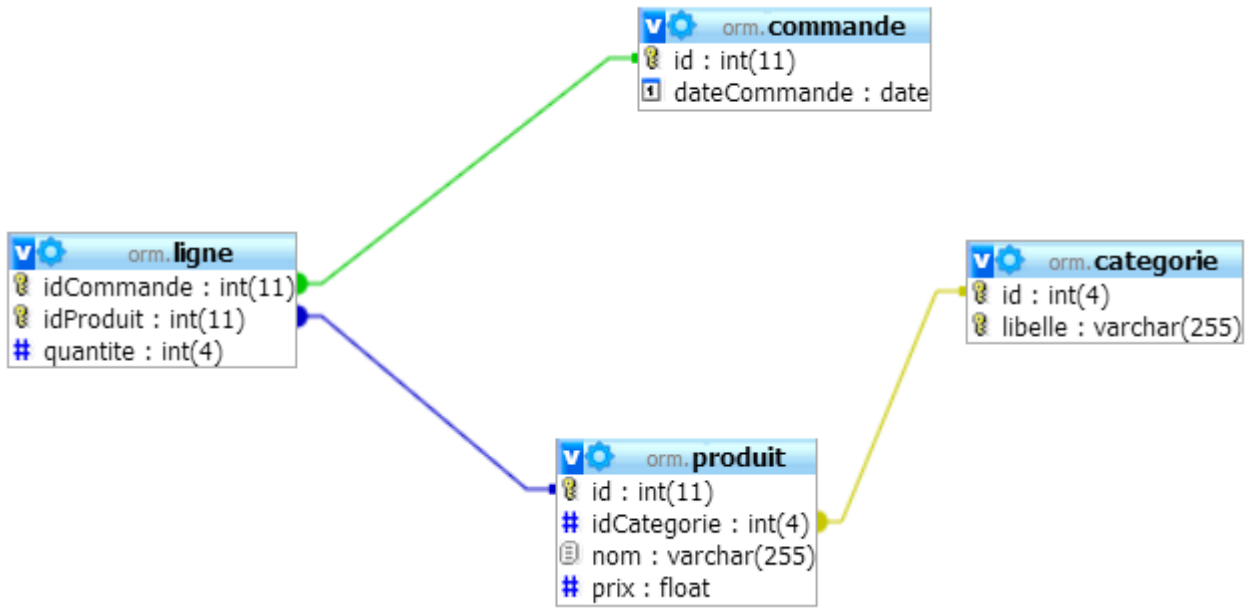 orm.commande
id : int(11)
dateCommande : date
orm.ligne
idCommande : int(11)
idProduit : int(11)
# quantite : int(4)
orm.categorie
id : int(4)
libelle : varchar(255)
orm.produit
id : int(11)
# idCategorie : int(4)
nom : varchar(255)
# prix : float